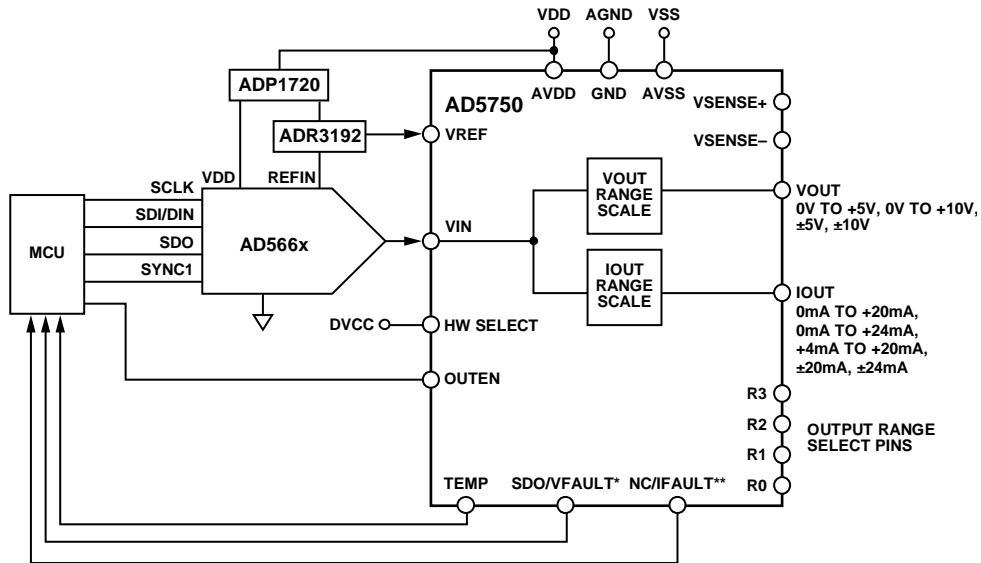 VDD AGND VSS
ADP1720
AVDD GND AVSS
AD5750
VSENSE+
ADR3192
VREF
VSENSE–
VDD REFIN
VOUT
RANGE
SCALE
VOUT
0V TO +5V, 0V TO +10V,
±5V, ±10V
SCLK
SDI/DIN
SDO
SYNC1
MCU
AD566x
VIN
IOUT
RANGE
SCALE
IOUT
0mA TO +20mA,
0mA TO +24mA,
+4mA TO +20mA,
±20mA, ±24mA
DVCC
HW SELECT
OUTEN
R3
R2
R1
R0
OUTPUT RANGE
SELECT PINS
TEMP SDO/VFAULT* NC/IFAULT**